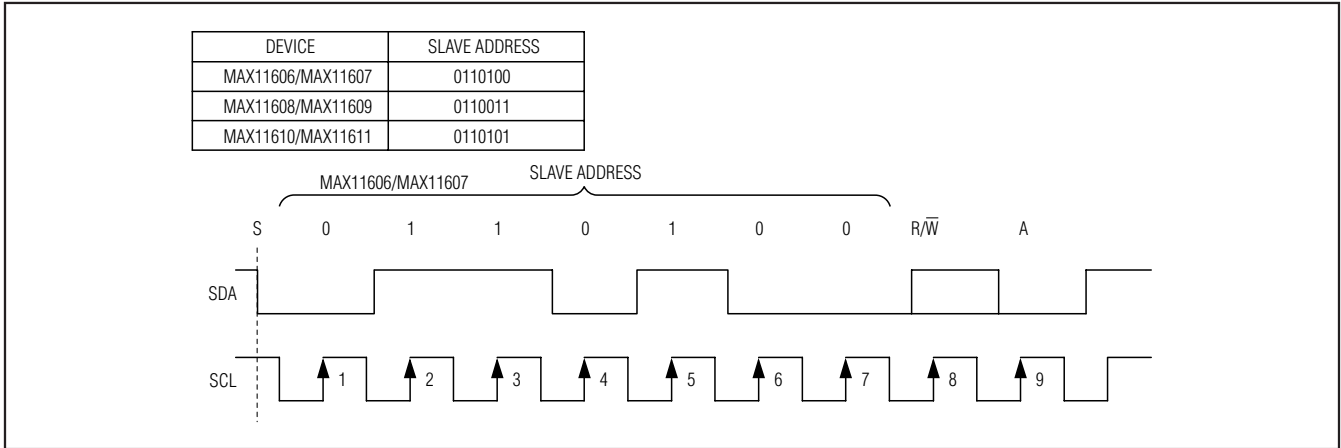 DEVICE SLAVE ADDRESS
MAX11606/MAX11607 0110100
MAX11608/MAX11609 0110011
MAX11610/MAX11611 0110101
MAX11606/MAX11607 SLAVE ADDRESS
S 0 1 1 0 1 0 0 R/W̅ A
SDA
SCL 1 2 3 4 5 6 7 8 9